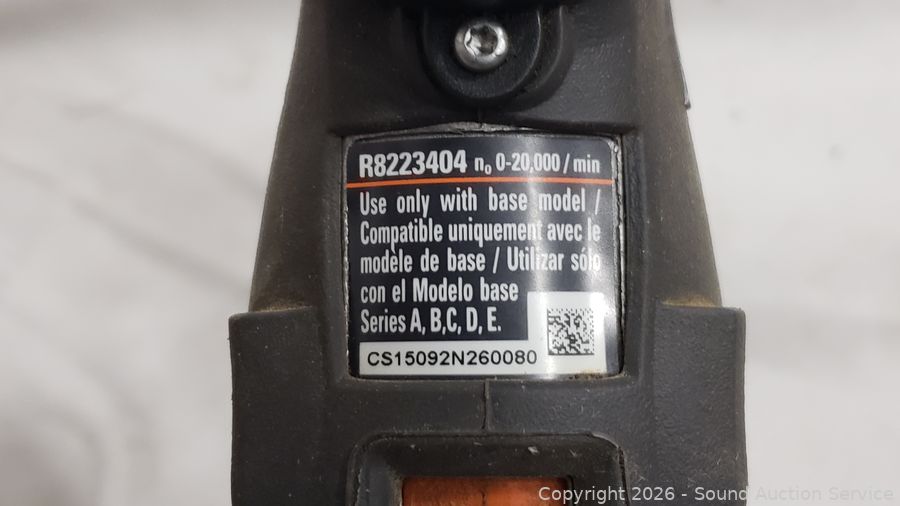 R8223404 n₀ 0-20,000 / min
Use only with base model /
Compatible uniquement avec le
modèle de base / Utilizar sólo
con el Modelo base
Series A, B,C, D, E.
CS15092N260080
Copyright 2026 - Sound Auction Service